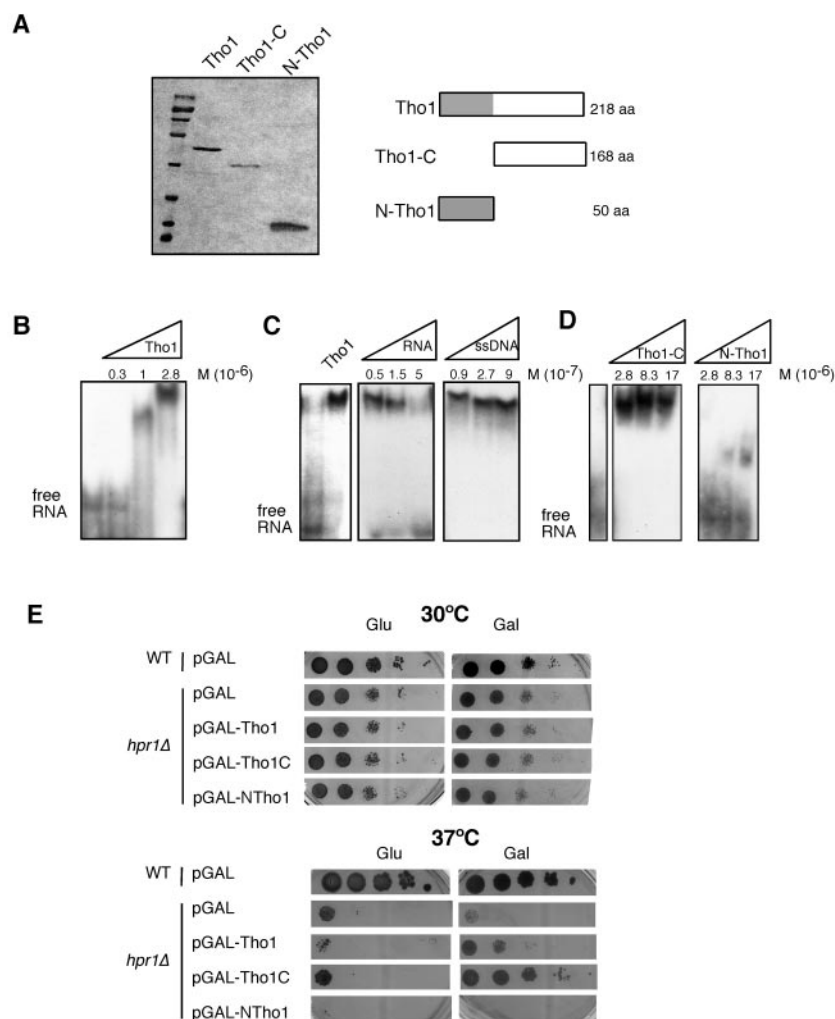 A
Tho1
Tho1-C
N-Tho1
Tho1 218 aa
Tho1-C 168 aa
N-Tho1 50 aa
B
Tho1
0.3 1 2.8 M (10-6)
free
RNA
C
Tho1
RNA
ssDNA
0.5 1.5 5 0.9 2.7 9 M (10-7)
free
RNA
D
Tho1-C
N-Tho1
2.8 8.3 17 2.8 8.3 17 M (10-6)
free
RNA
E
30oC
Glu Gal
WT pGAL
hpr1Δ
pGAL
pGAL-Tho1
pGAL-Tho1C
pGAL-NTho1
37oC
Glu Gal
WT pGAL
hpr1Δ
pGAL
pGAL-Tho1
pGAL-Tho1C
pGAL-NTho1